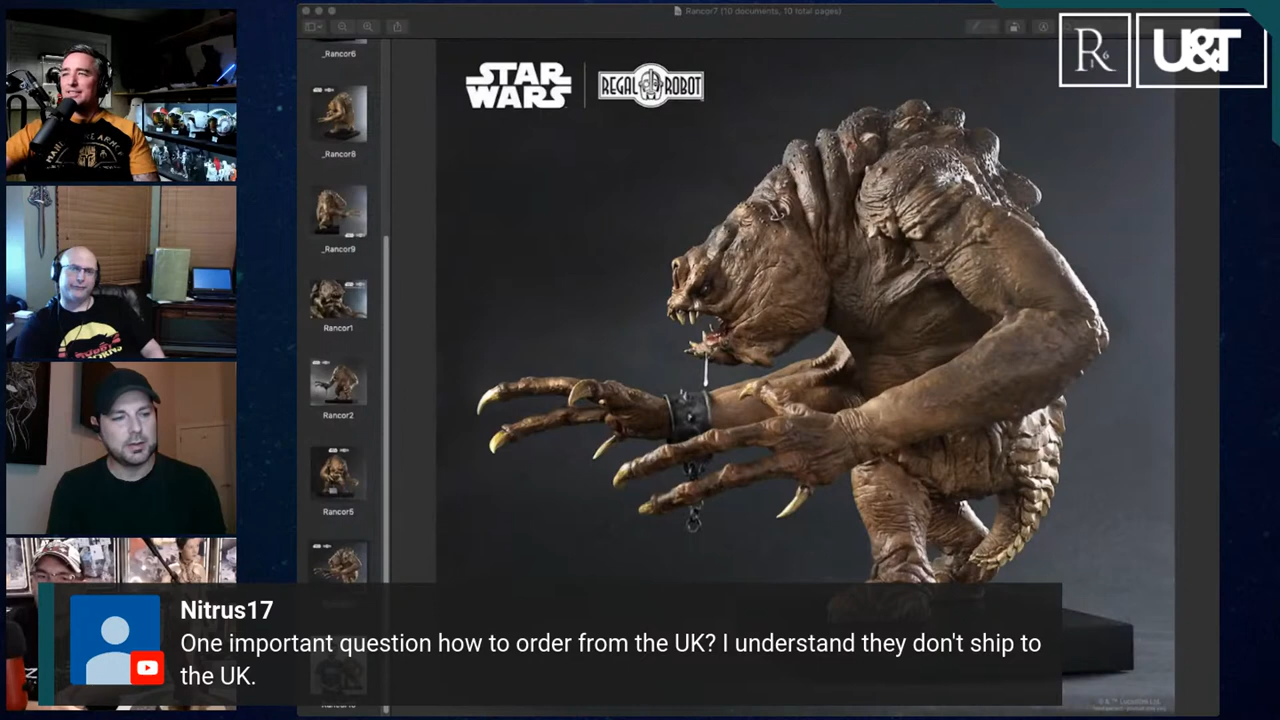 Rancor7 (10 documents, 10 total pages)
_Rancor6
_Rancor8
_Rancor9
Rancor1
Rancor2
Rancor5
STAR
WARS
REGAL ROBOT
R6
U&T
Nitrus17
One important question how to order from the UK? I understand they don't ship to
the UK.